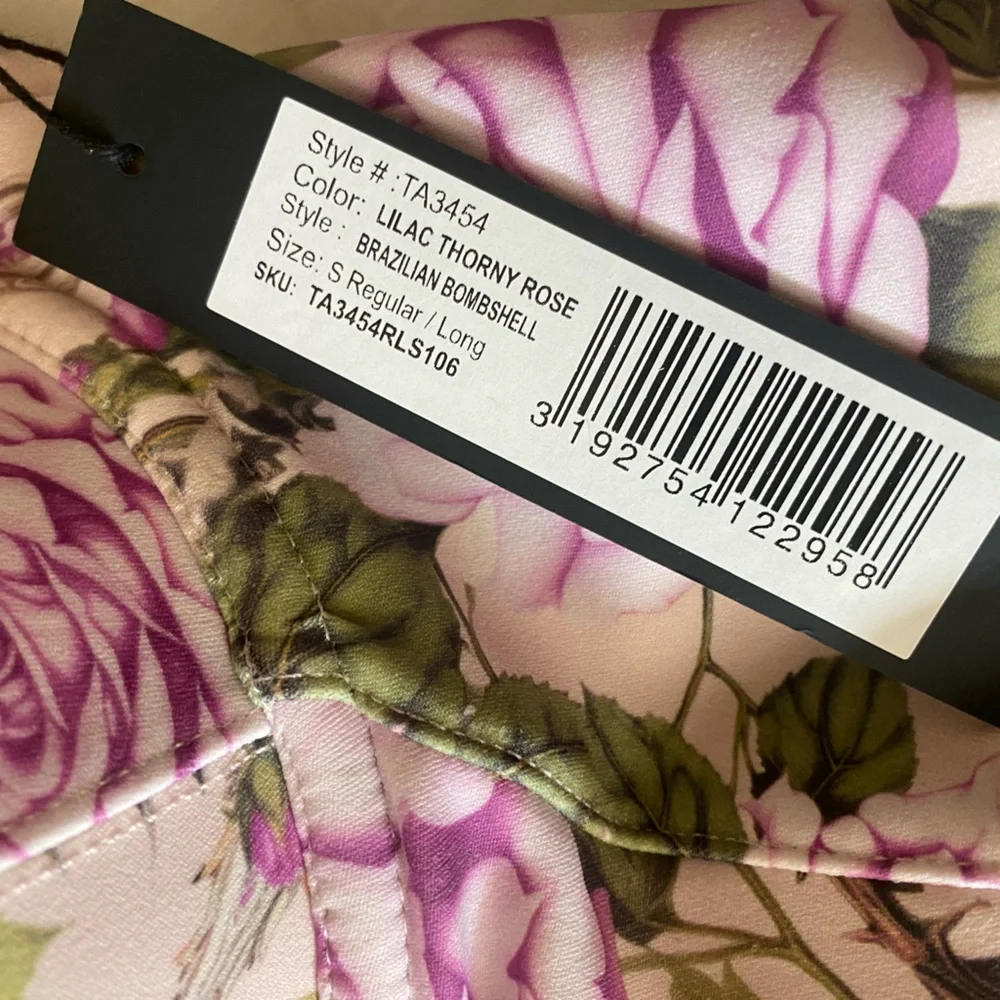 Style # :TA3454
Color: LILAC THORNY ROSE
Style : BRAZILIAN BOMBSHELL
Size: S Regular / Long
SKU: TA3454RLS106
3 192754 122958